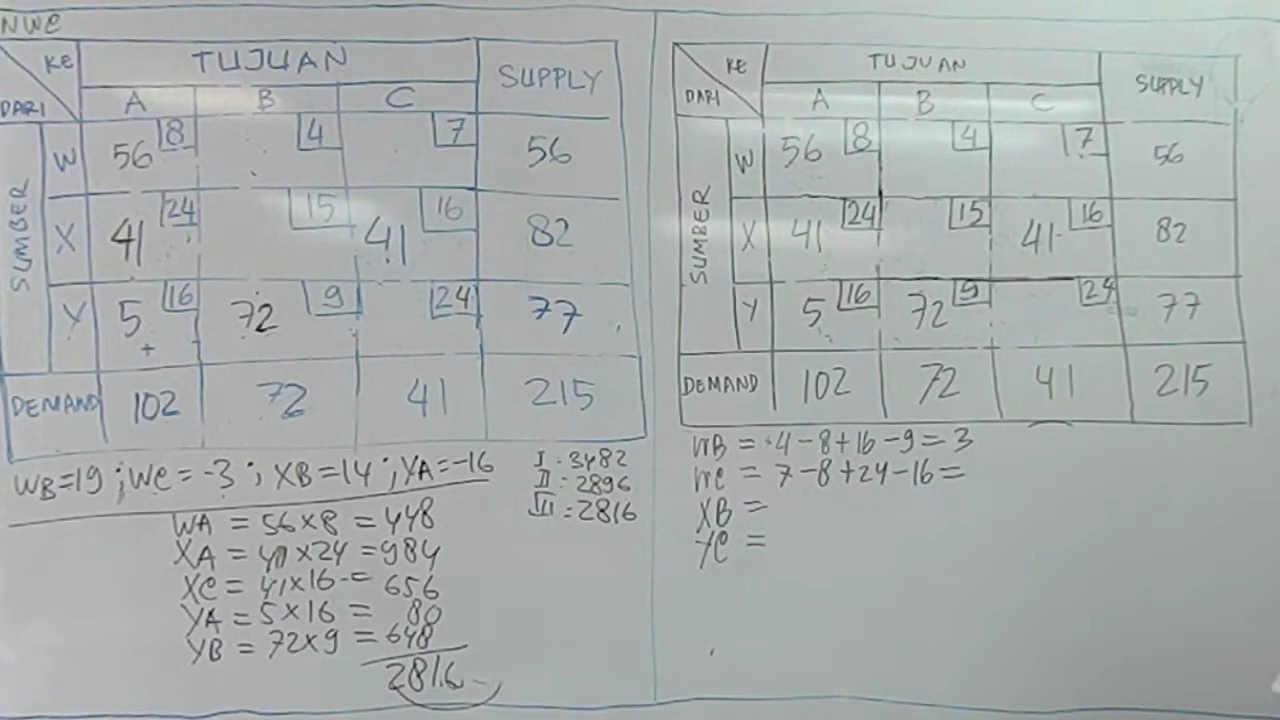 NWC
KE TUJUAN SUPPLY
DARI A B C
SUMBER
W 56 8 4 7 56
X 41 24 15 41 16 82
Y 5 16 72 9 24 77
+
DEMAND 102 72 41 215
WB=19 ; WC = -3 ; XB=14 ; YA=-16
I : 3482
II : 2896
III : 2816
WA = 56×8 = 448
XA = 41×24 = 984
XC = 41×16 = 656
YA = 5×16 = 80
YB = 72×9 = 648
2816
KE TUJUAN SUPPLY
DARI A B C
SUMBER
W 56 8 4 7 56
X 41 24 15 41 16 82
Y 5 16 72 9 24 77
DEMAND 102 72 41 215
WB = 4-8+16-9 = 3
WC = 7-8+24-16=
XB =
YC =